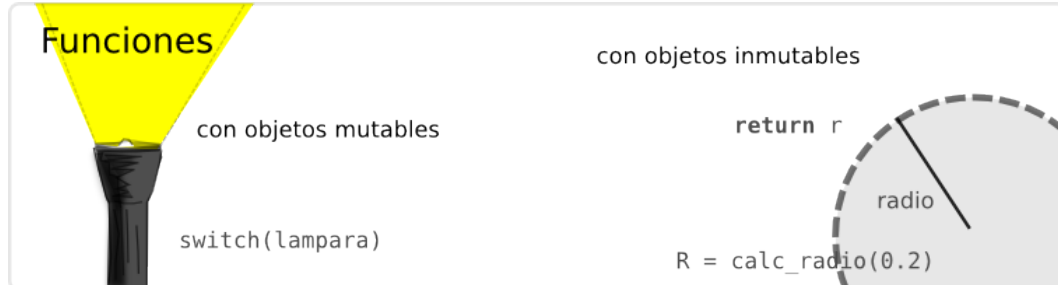 Funciones
con objetos mutables
switch(lampara)
con objetos inmutables
return r
radio
R = calc_radio(0.2)